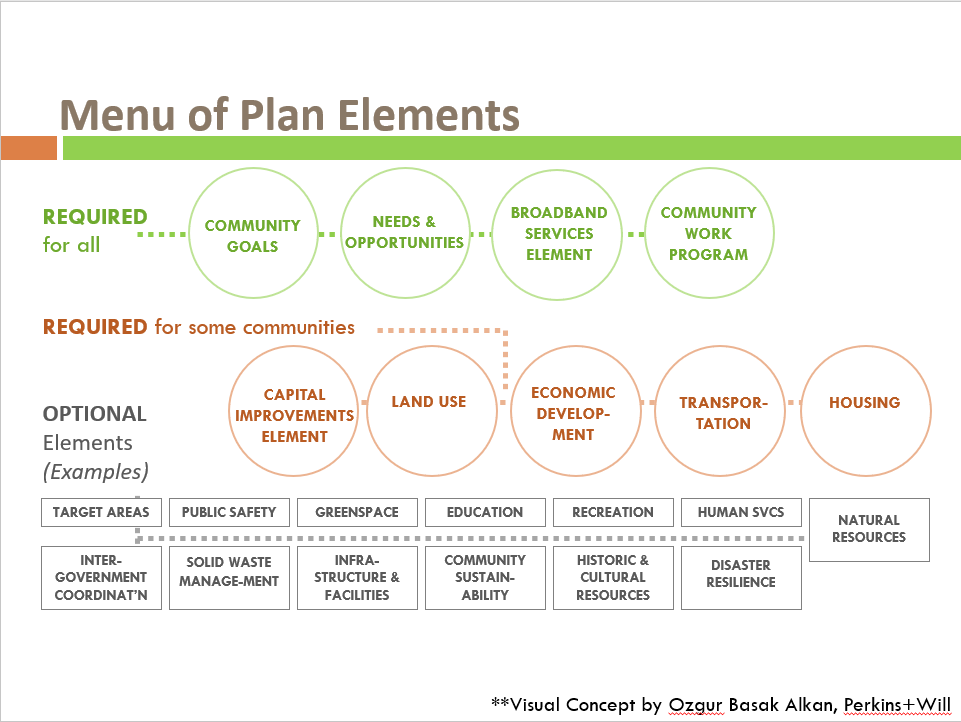 Menu of Plan Elements
REQUIRED
for all
COMMUNITY
GOALS
NEEDS &
OPPORTUNITIES
BROADBAND
SERVICES
ELEMENT
COMMUNITY
WORK
PROGRAM
REQUIRED for some communities
CAPITAL
IMPROVEMENTS
ELEMENT
LAND USE
ECONOMIC
DEVELOP-
MENT
TRANSPOR-
TATION
HOUSING
OPTIONAL
Elements
(Examples)
TARGET AREAS
PUBLIC SAFETY
GREENSPACE
EDUCATION
RECREATION
HUMAN SVCS
NATURAL
RESOURCES
INTER-
GOVERNMENT
COORDINAT'N
SOLID WASTE
MANAGE-MENT
INFRA-
STRUCTURE &
FACILITIES
COMMUNITY
SUSTAIN-
ABILITY
HISTORIC &
CULTURAL
RESOURCES
DISASTER
RESILIENCE
**Visual Concept by Ozgur Basak Alkan, Perkins+Will